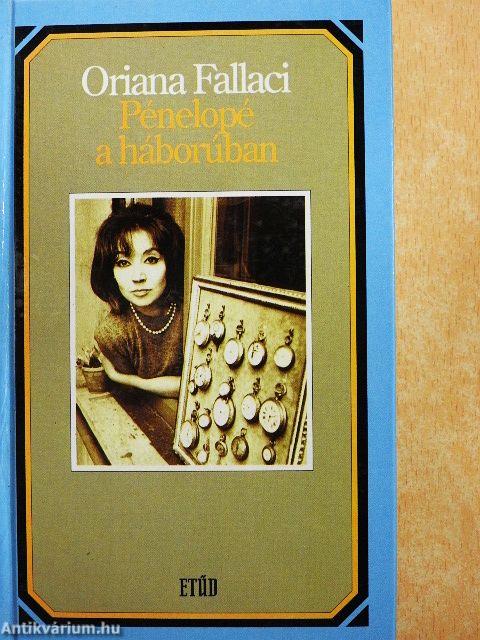 Oriana Fallaci
Pénelopé
a háborúban
ETŰD
Antikvárium.hu